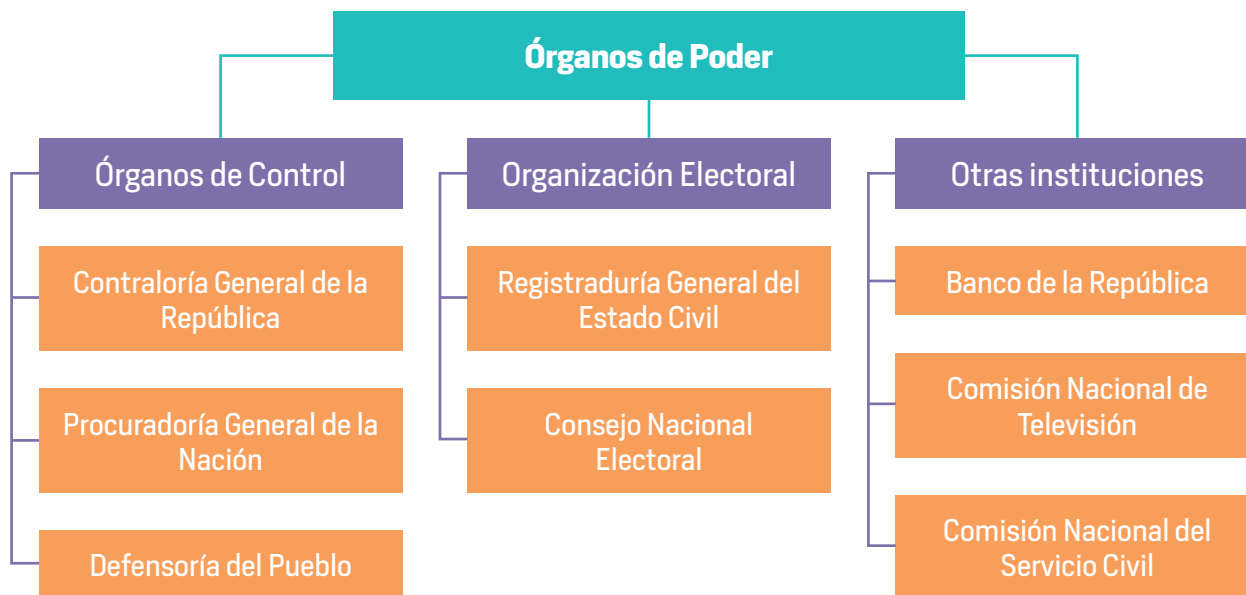 Órganos de Poder
Órganos de Control
Contraloría General de la
República
Procuradoría General de la
Nación
Defensoría del Pueblo
Organización Electoral
Registraduría General del
Estado Civil
Consejo Nacional
Electoral
Otras instituciones
Banco de la República
Comisión Nacional de
Televisión
Comisión Nacional del
Servicio Civil